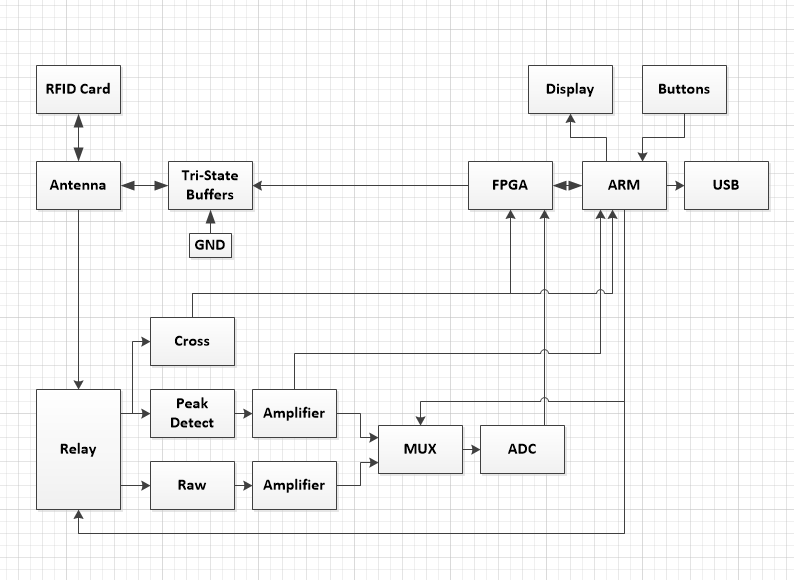 RFID Card
Display
Buttons
Antenna
Tri-State
Buffers
FPGA
ARM
USB
GND
Cross
Peak
Detect
Amplifier
Relay
MUX
ADC
Raw
Amplifier